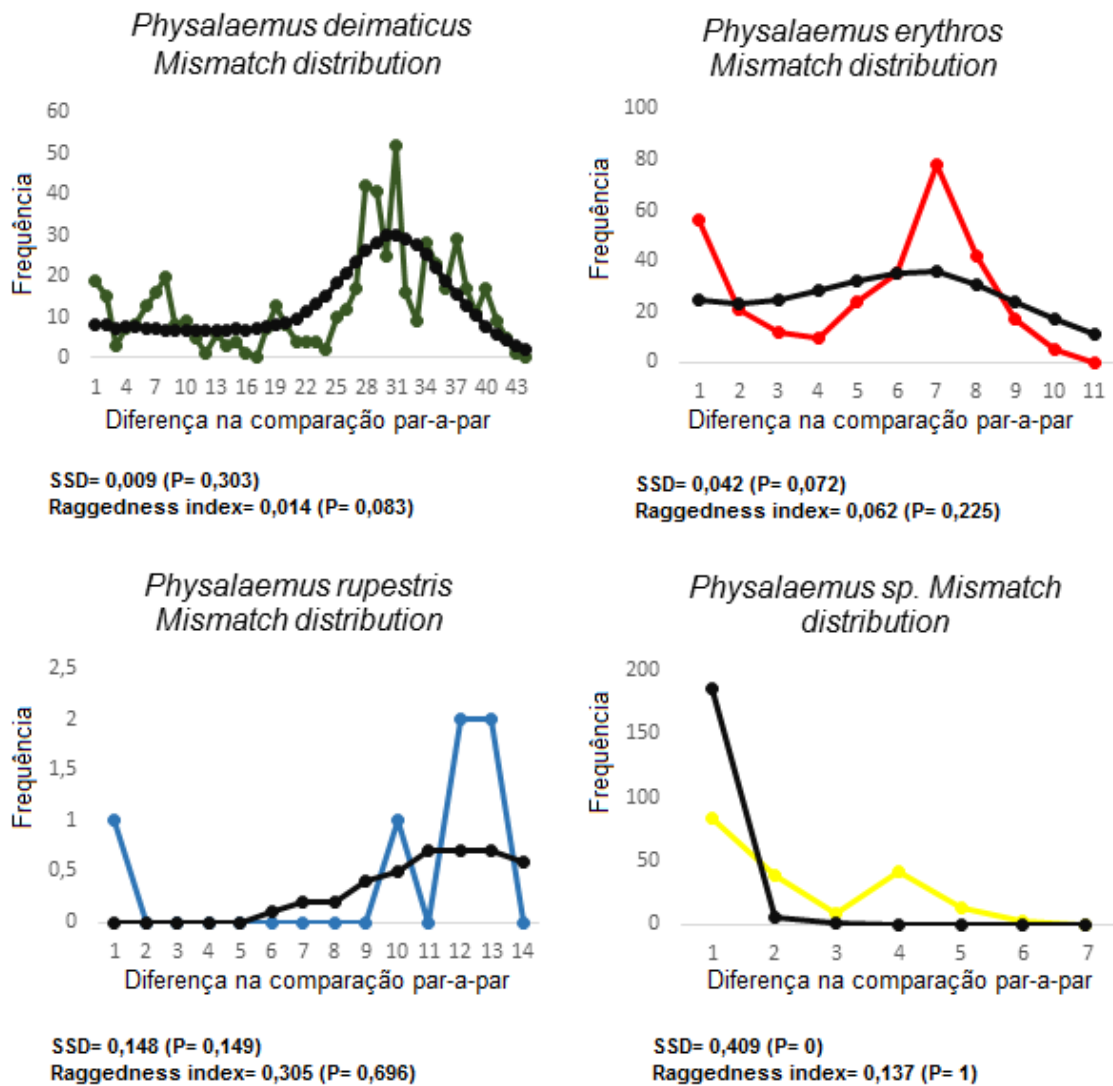 Physalaemus deimaticus
Mismatch distribution
60
50
40
30
20
10
0
Frequência
1 4 7 10 13 16 19 22 25 28 31 34 37 40 43
Diferença na comparação par-a-par
SSD= 0,009 (P= 0,303)
Raggedness index= 0,014 (P= 0,083)
Physalaemus erythros
Mismatch distribution
100
80
60
40
20
0
Frequência
1 2 3 4 5 6 7 8 9 10 11
Diferença na comparação par-a-par
SSD= 0,042 (P= 0,072)
Raggedness index= 0,062 (P= 0,225)
Physalaemus rupestris
Mismatch distribution
2,5
2
1,5
1
0,5
0
Frequência
1 2 3 4 5 6 7 8 9 10 11 12 13 14
Diferença na comparação par-a-par
SSD= 0,148 (P= 0,149)
Raggedness index= 0,305 (P= 0,696)
Physalaemus sp. Mismatch
distribution
200
150
100
50
0
Frequência
1 2 3 4 5 6 7
Diferença na comparação par-a-par
SSD= 0,409 (P= 0)
Raggedness index= 0,137 (P= 1)